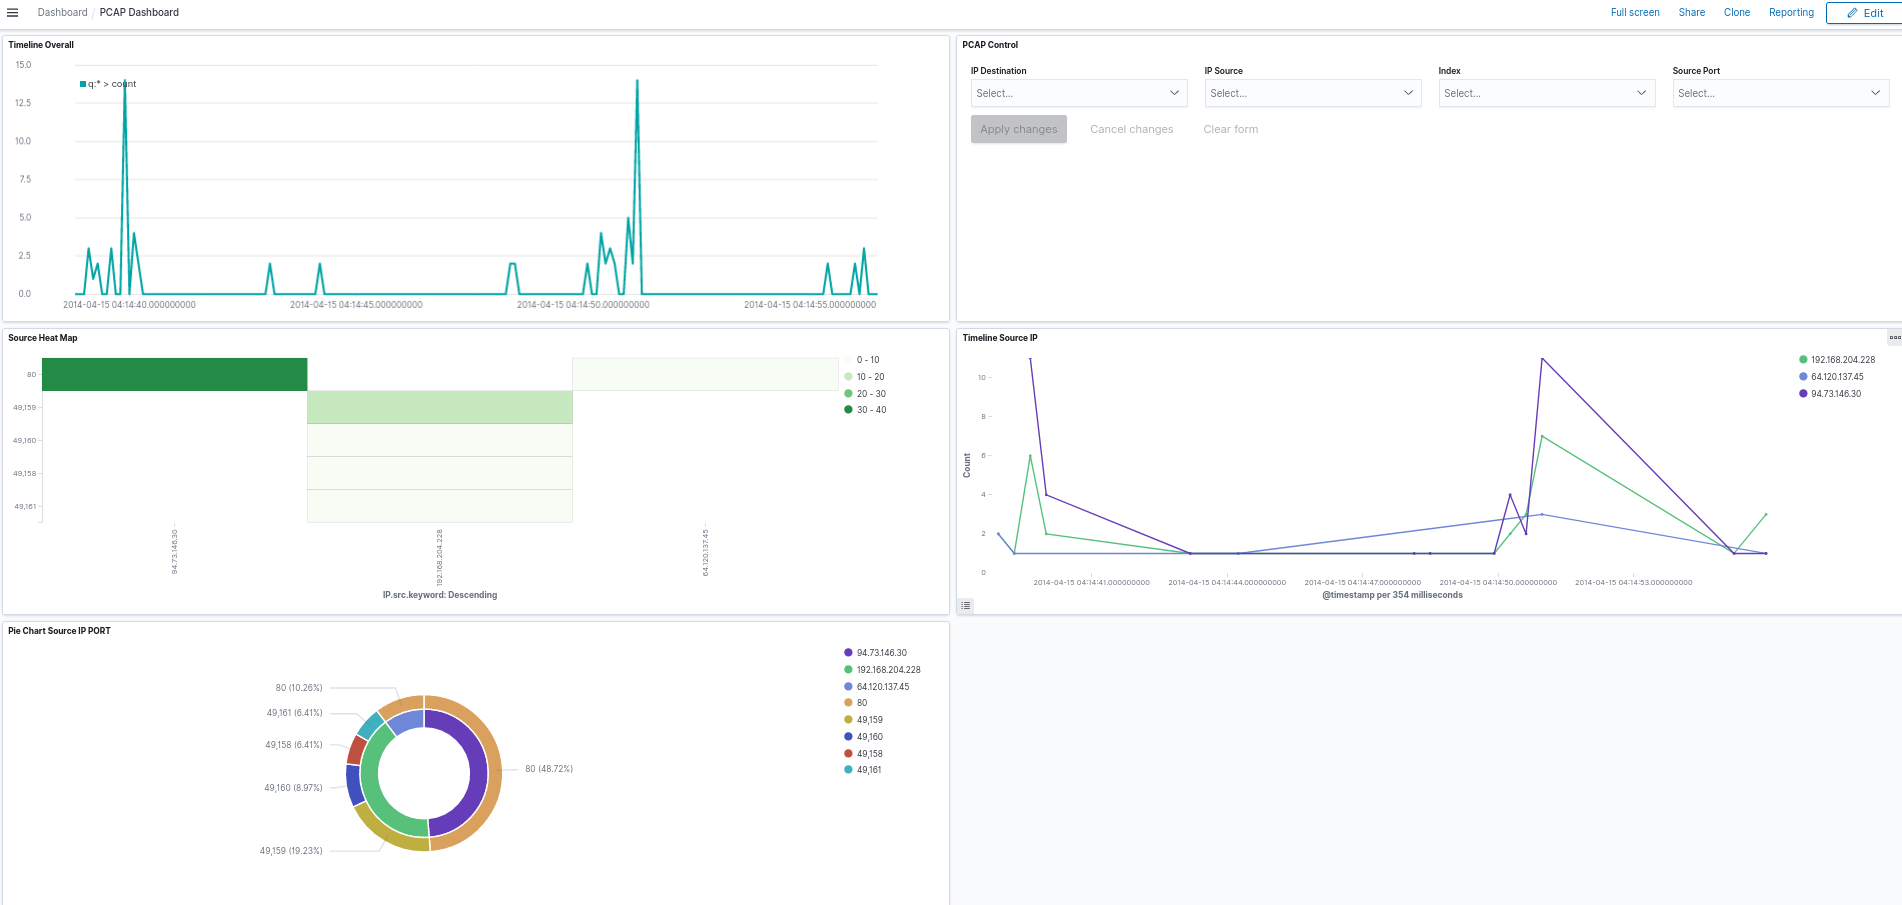 Dashboard / PCAP Dashboard
Full screen Share Clone Reporting Edit
Timeline Overall
15.0
12.5
10.0
7.5
5.0
2.5
0.0
q:* > count
2014-04-15 04:14:40.000000000 2014-04-15 04:14:45.000000000 2014-04-15 04:14:50.000000000 2014-04-15 04:14:55.000000000
PCAP Control
IP Destination IP Source Index Source Port
Select... Select... Select... Select...
Apply changes Cancel changes Clear form
Source Heat Map
80
49,159
49,160
49,158
49,161
94.73.146.30 192.168.204.228 64.120.137.45
IP.src.keyword: Descending
0 - 10
10 - 20
20 - 30
30 - 40
Timeline Source IP
Count
10
8
6
4
2
0
2014-04-15 04:14:41.000000000 2014-04-15 04:14:44.000000000 2014-04-15 04:14:47.000000000 2014-04-15 04:14:50.000000000 2014-04-15 04:14:53.000000000
@timestamp per 354 milliseconds
192.168.204.228
64.120.137.45
94.73.146.30
Pie Chart Source IP PORT
80 (10.26%)
49,161 (6.41%)
49,158 (6.41%)
49,160 (8.97%)
49,159 (19.23%)
80 (48.72%)
94.73.146.30
192.168.204.228
64.120.137.45
80
49,159
49,160
49,158
49,161